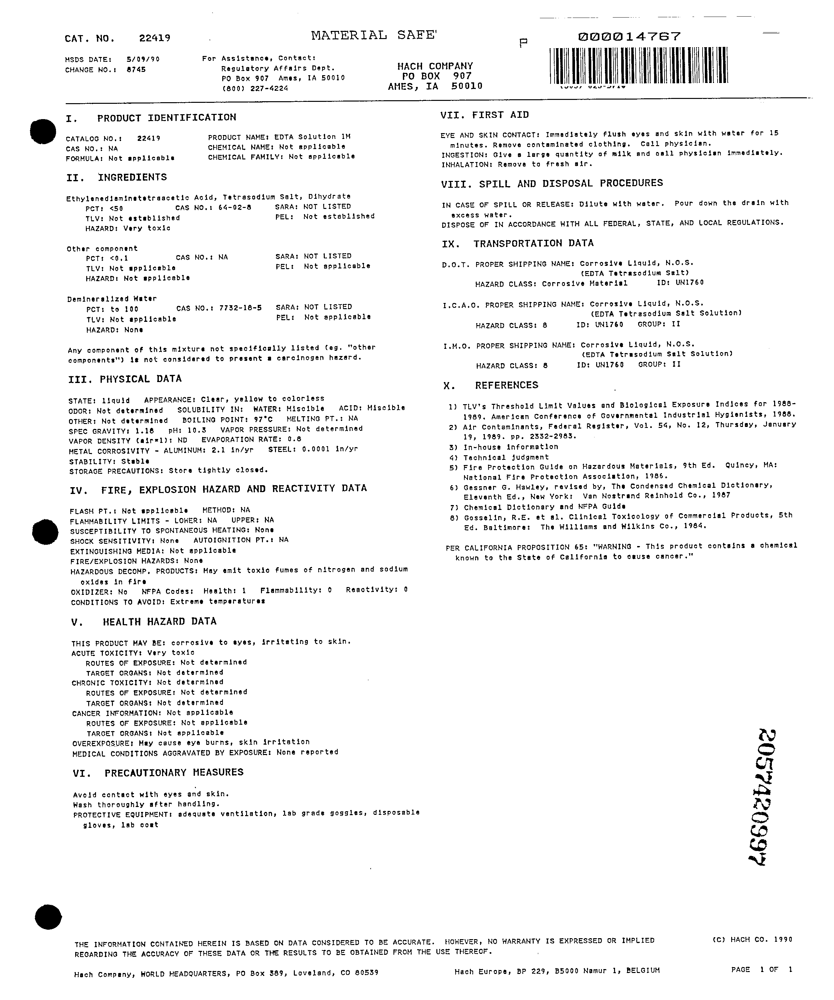 CAT. NO. 22419
MATERIAL SAFE
P
000014767
MSDS DATE: 5/09/90
CHANGE NO.: 8745
For Assistance, Contact:
Regulatory Affairs Dept.
PO Box 907 Ames, IA 50010
(800) 227-4224
HACH COMPANY
PO BOX 907
AMES, IA 50010
I. PRODUCT IDENTIFICATION
CATALOG NO.: 22419 PRODUCT NAME: EDTA Solution 1M
CAS NO.: NA CHEMICAL NAME: Not applicable
FORMULA: Not applicable CHEMICAL FAMILY: Not applicable
II. INGREDIENTS
Ethylenediaminetetraacetic Acid, Tetrasodium Salt, Dihydrate
PCT: <50 CAS NO.: 64-02-8 SARA: NOT LISTED
TLV: Not established PEL: Not established
HAZARD: Very toxic
Other component
PCT: <0.1 CAS NO.: NA SARA: NOT LISTED
TLV: Not applicable PEL: Not applicable
HAZARD: Not applicable
Demineralized Water
PCT: to 100 CAS NO.: 7732-18-5 SARA: NOT LISTED
TLV: Not applicable PEL: Not applicable
HAZARD: None
Any component of this mixture not specifically listed (eg. "other
components") is not considered to present a carcinogen hazard.
III. PHYSICAL DATA
STATE: liquid APPEARANCE: Clear, yellow to colorless
ODOR: Not determined SOLUBILITY IN: WATER: Miscible ACID: Miscible
OTHER: Not determined BOILING POINT: 97°C MELTING PT.: NA
SPEC GRAVITY: 1.18 pH: 10.3 VAPOR PRESSURE: Not determined
VAPOR DENSITY (air=1): ND EVAPORATION RATE: 0.8
METAL CORROSIVITY - ALUMINUM: 2.1 in/yr STEEL: 0.0001 in/yr
STABILITY: Stable
STORAGE PRECAUTIONS: Store tightly closed.
IV. FIRE, EXPLOSION HAZARD AND REACTIVITY DATA
FLASH PT.: Not applicable METHOD: NA
FLAMMABILITY LIMITS - LOWER: NA UPPER: NA
SUSCEPTIBILITY TO SPONTANEOUS HEATING: None
SHOCK SENSITIVITY: None AUTOIGNITION PT.: NA
EXTINGUISHING MEDIA: Not applicable
FIRE/EXPLOSION HAZARDS: None
HAZARDOUS DECOMP. PRODUCTS: May emit toxic fumes of nitrogen and sodium
oxides in fire
OXIDIZER: No NFPA Codes: Health: 1 Flammability: 0 Reactivity: 0
CONDITIONS TO AVOID: Extreme temperatures
V. HEALTH HAZARD DATA
THIS PRODUCT MAY BE: corrosive to eyes, irritating to skin.
ACUTE TOXICITY: Very toxic
ROUTES OF EXPOSURE: Not determined
TARGET ORGANS: Not determined
CHRONIC TOXICITY: Not determined
ROUTES OF EXPOSURE: Not determined
TARGET ORGANS: Not determined
CANCER INFORMATION: Not applicable
ROUTES OF EXPOSURE: Not applicable
TARGET ORGANS: Not applicable
OVEREXPOSURE: May cause eye burns, skin irritation
MEDICAL CONDITIONS AGGRAVATED BY EXPOSURE: None reported
VI. PRECAUTIONARY MEASURES
Avoid contact with eyes and skin.
Wash thoroughly after handling.
PROTECTIVE EQUIPMENT: adequate ventilation, lab grade goggles, disposable
gloves, lab coat
VII. FIRST AID
EYE AND SKIN CONTACT: Immediately flush eyes and skin with water for 15
minutes. Remove contaminated clothing. Call physician.
INGESTION: Give a large quantity of milk and call physician immediately.
INHALATION: Remove to fresh air.
VIII. SPILL AND DISPOSAL PROCEDURES
IN CASE OF SPILL OR RELEASE: Dilute with water. Pour down the drain with
excess water.
DISPOSE OF IN ACCORDANCE WITH ALL FEDERAL, STATE, AND LOCAL REGULATIONS.
IX. TRANSPORTATION DATA
D.O.T. PROPER SHIPPING NAME: Corrosive Liquid, N.O.S.
(EDTA Tetrasodium Salt)
HAZARD CLASS: Corrosive Material ID: UN1760
I.C.A.O. PROPER SHIPPING NAME: Corrosive Liquid, N.O.S.
(EDTA Tetrasodium Salt Solution)
HAZARD CLASS: 8 ID: UN1760 GROUP: II
I.M.O. PROPER SHIPPING NAME: Corrosive Liquid, N.O.S.
(EDTA Tetrasodium Salt Solution)
HAZARD CLASS: 8 ID: UN1760 GROUP: II
X. REFERENCES
1) TLV's Threshold Limit Values and Biological Exposure Indices for 1988-
1989. American Conference of Governmental Industrial Hygienists, 1988.
2) Air Contaminants, Federal Register, Vol. 54, No. 12, Thursday, January
19, 1989. pp. 2332-2983.
3) In-house information
4) Technical judgment
5) Fire Protection Guide on Hazardous Materials, 9th Ed. Quincy, MA:
National Fire Protection Association, 1986.
6) Gessner G. Hawley, revised by, The Condensed Chemical Dictionary,
Eleventh Ed., New York: Van Nostrand Reinhold Co., 1987
7) Chemical Dictionary and NFPA Guide
8) Gosselin, R.E. et al. Clinical Toxicology of Commercial Products, 5th
Ed. Baltimore: The Williams and Wilkins Co., 1984.
PER CALIFORNIA PROPOSITION 65: "WARNING - This product contains a chemical
known to the State of California to cause cancer."
2057420997
THE INFORMATION CONTAINED HEREIN IS BASED ON DATA CONSIDERED TO BE ACCURATE. HOWEVER, NO WARRANTY IS EXPRESSED OR IMPLIED
REGARDING THE ACCURACY OF THESE DATA OR THE RESULTS TO BE OBTAINED FROM THE USE THEREOF.
(C) HACH CO. 1990
Hach Company, WORLD HEADQUARTERS, PO Box 389, Loveland, CO 80539
Hach Europe, BP 229, B5000 Namur 1, BELGIUM
PAGE 1 OF 1